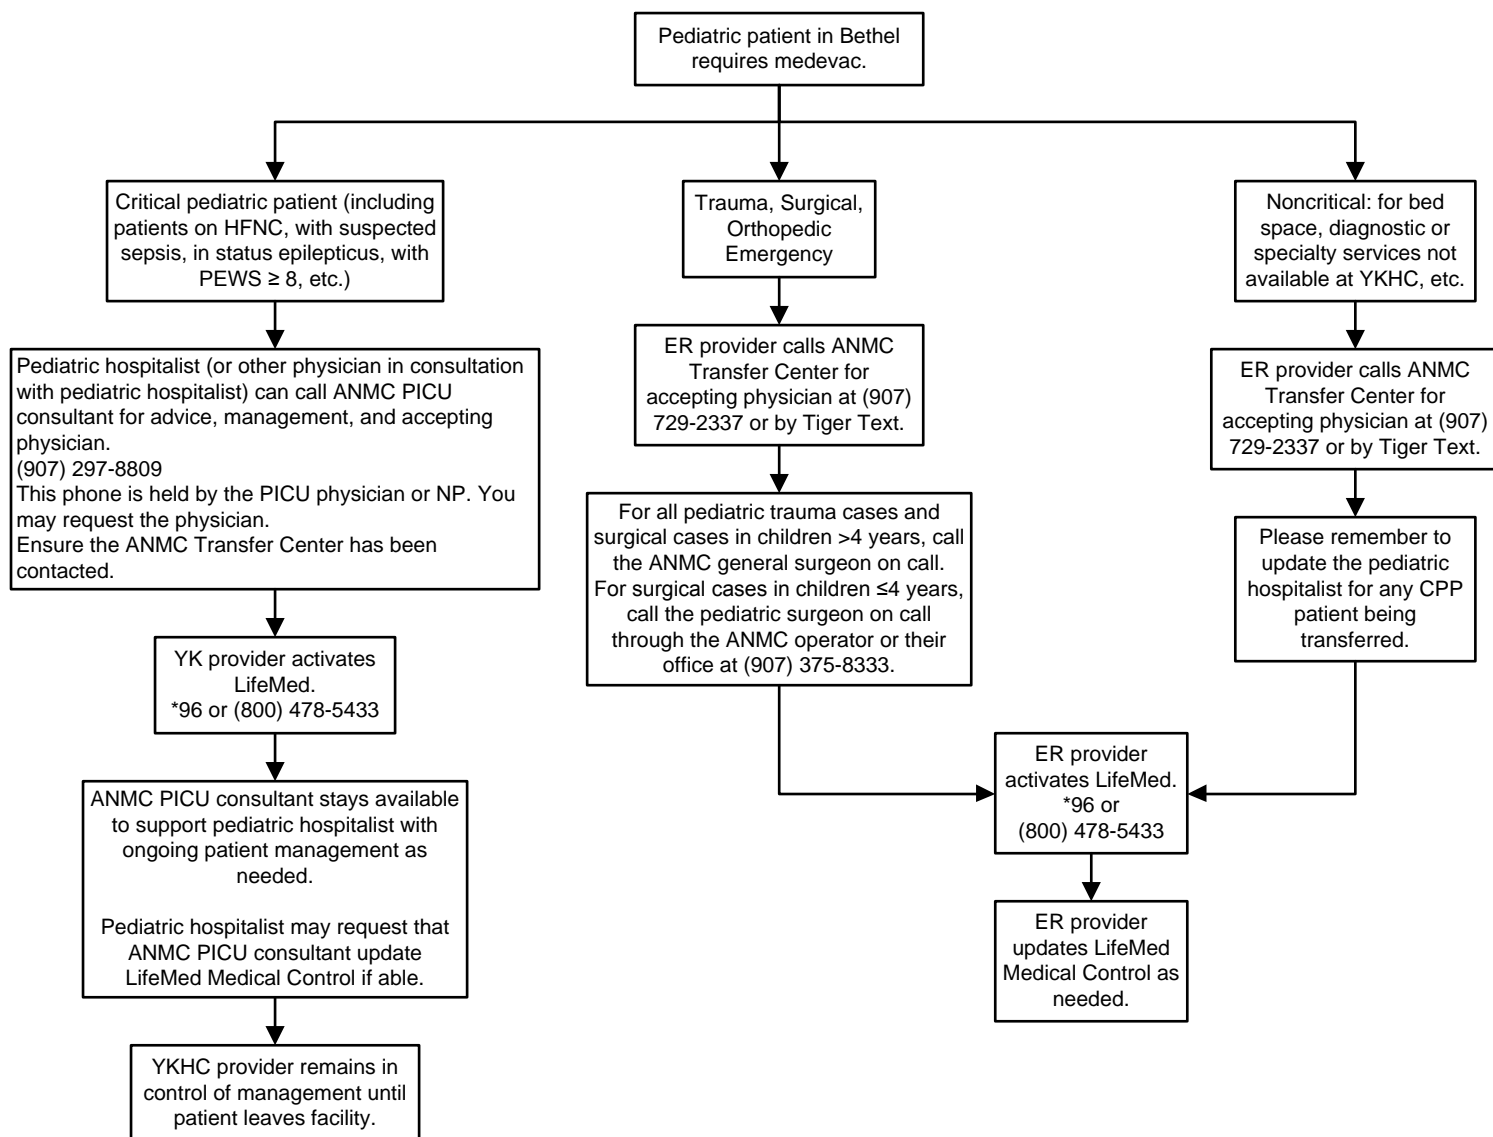 Pediatric patient in Bethel
requires medevac.
Critical pediatric patient (including
patients on HFNC, with suspected
sepsis, in status epilepticus, with
PEWS ≥ 8, etc.)
Pediatric hospitalist (or other physician in consultation
with pediatric hospitalist) can call ANMC PICU
consultant for advice, management, and accepting
physician.
(907) 297-8809
This phone is held by the PICU physician or NP. You
may request the physician.
Ensure the ANMC Transfer Center has been
contacted.
YK provider activates
LifeMed.
*96 or (800) 478-5433
ANMC PICU consultant stays available
to support pediatric hospitalist with
ongoing patient management as
needed.
Pediatric hospitalist may request that
ANMC PICU consultant update
LifeMed Medical Control if able.
YKHC provider remains in
control of management until
patient leaves facility.
Trauma, Surgical,
Orthopedic
Emergency
ER provider calls ANMC
Transfer Center for
accepting physician at (907)
729-2337 or by Tiger Text.
For all pediatric trauma cases and
surgical cases in children >4 years, call
the ANMC general surgeon on call.
For surgical cases in children ≤4 years,
call the pediatric surgeon on call
through the ANMC operator or their
office at (907) 375-8333.
Noncritical: for bed
space, diagnostic or
specialty services not
available at YKHC, etc.
ER provider calls ANMC
Transfer Center for
accepting physician at (907)
729-2337 or by Tiger Text.
Please remember to
update the pediatric
hospitalist for any CPP
patient being
transferred.
ER provider
activates LifeMed.
*96 or
(800) 478-5433
ER provider
updates LifeMed
Medical Control as
needed.